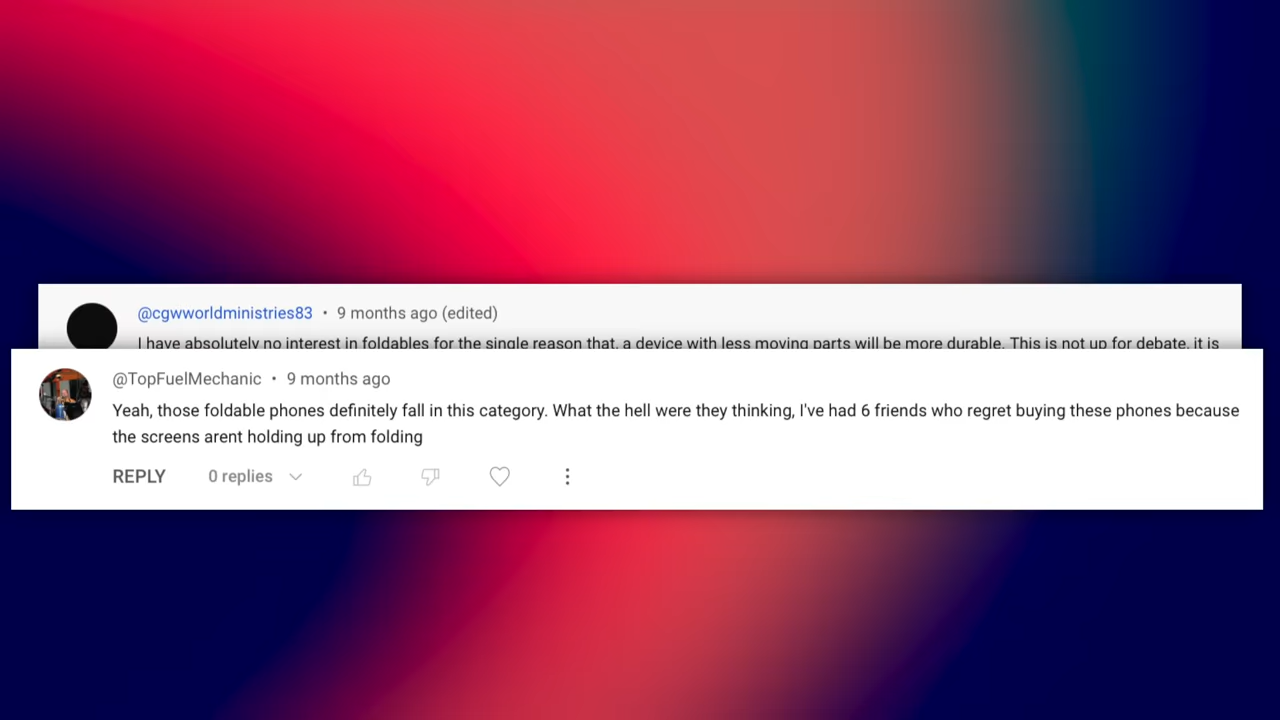 @cgwworldministries83 • 9 months ago (edited)
I have absolutely no interest in foldables for the single reason that, a device with less moving parts will be more durable. This is not up for debate, it is
@TopFuelMechanic • 9 months ago
Yeah, those foldable phones definitely fall in this category. What the hell were they thinking, I've had 6 friends who regret buying these phones because
the screens arent holding up from folding
REPLY 0 replies